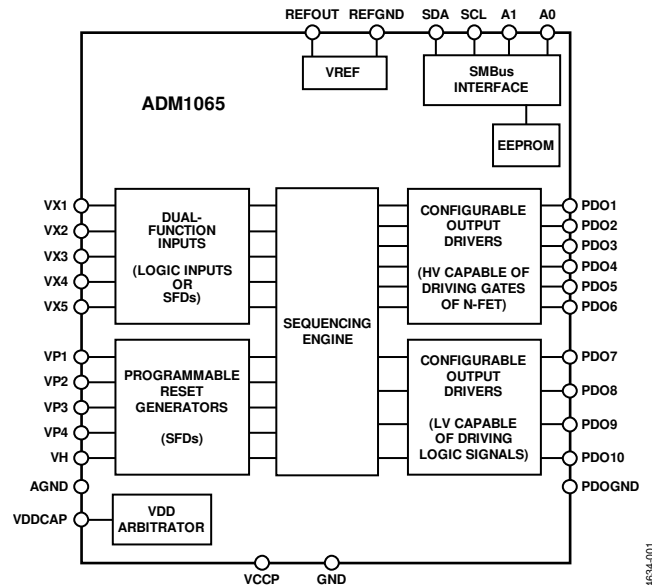 REFOUT REFGND SDA SCL A1 A0
VREF
SMBus
INTERFACE
ADM1065
EEPROM
VX1
VX2
VX3
VX4
VX5
DUAL-
FUNCTION
INPUTS
(LOGIC INPUTS
OR
SFDs)
VP1
VP2
VP3
VP4
VH
PROGRAMMABLE
RESET
GENERATORS
(SFDs)
AGND
VDDCAP
VDD
ARBITRATOR
SEQUENCING
ENGINE
CONFIGURABLE
OUTPUT
DRIVERS
(HV CAPABLE OF
DRIVING GATES
OF N-FET)
PDO1
PDO2
PDO3
PDO4
PDO5
PDO6
CONFIGURABLE
OUTPUT
DRIVERS
(LV CAPABLE
OF DRIVING
LOGIC SIGNALS)
PDO7
PDO8
PDO9
PDO10
PDOGND
VCCP GND
4634-001